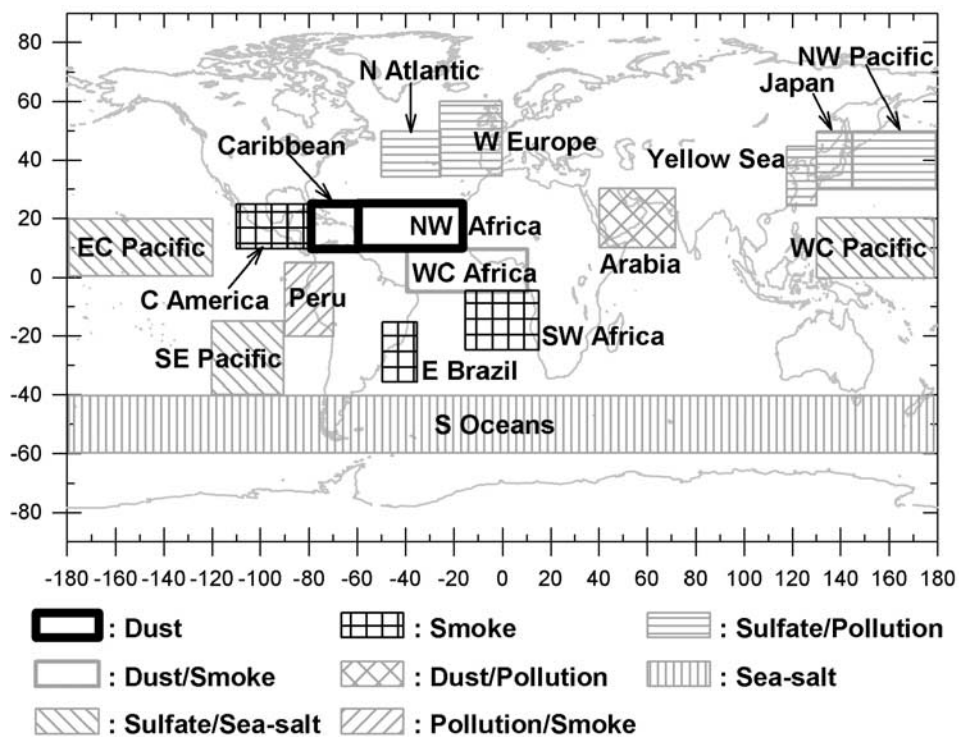 80
60
40
20
0
-20
-40
-60
-80
N Atlantic
NW Pacific
Japan
Caribbean
W Europe
Yellow Sea
EC Pacific
NW Africa
WC Africa
Arabia
WC Pacific
C America
Peru
SW Africa
SE Pacific
E Brazil
S Oceans
-180 -160 -140 -120 -100 -80 -60 -40 -20 0 20 40 60 80 100 120 140 160 180
: Dust : Smoke : Sulfate/Pollution
: Dust/Smoke : Dust/Pollution : Sea-salt
: Sulfate/Sea-salt : Pollution/Smoke